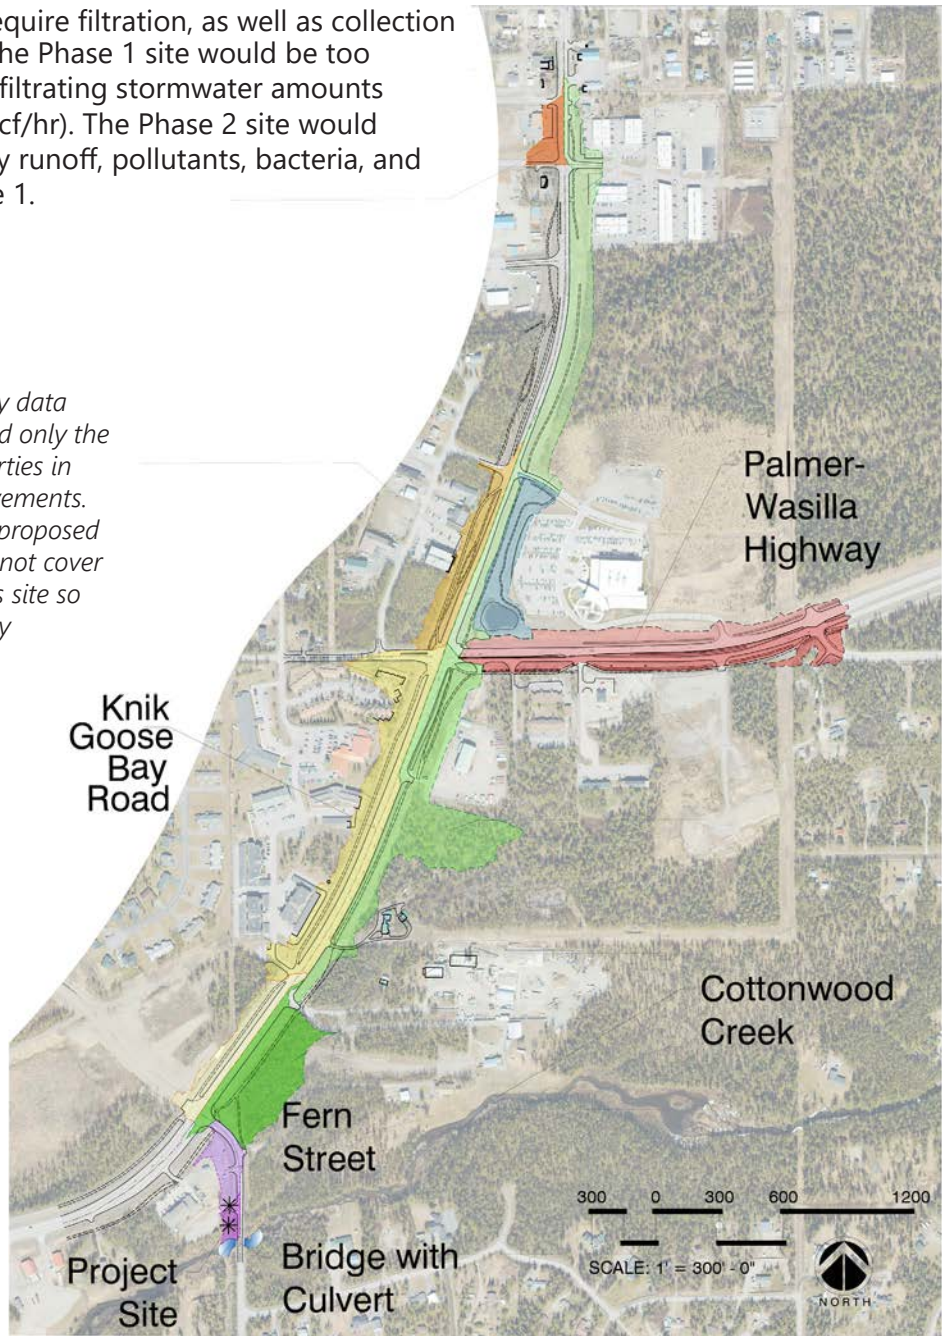 equire filtration, as well as collection
he Phase 1 site would be too
filtrating stormwater amounts
cf/hr). The Phase 2 site would
y runoff, pollutants, bacteria, and
e 1.
y data
d only the
rties in
vements.
proposed
not cover
s site so
y
Palmer-
Wasilla
Highway
Knik
Goose
Bay
Road
Cottonwood
Creek
Fern
Street
300 0 300 600 1200
SCALE: 1' = 300' - 0"
NORTH
Bridge with
Culvert
Project
Site